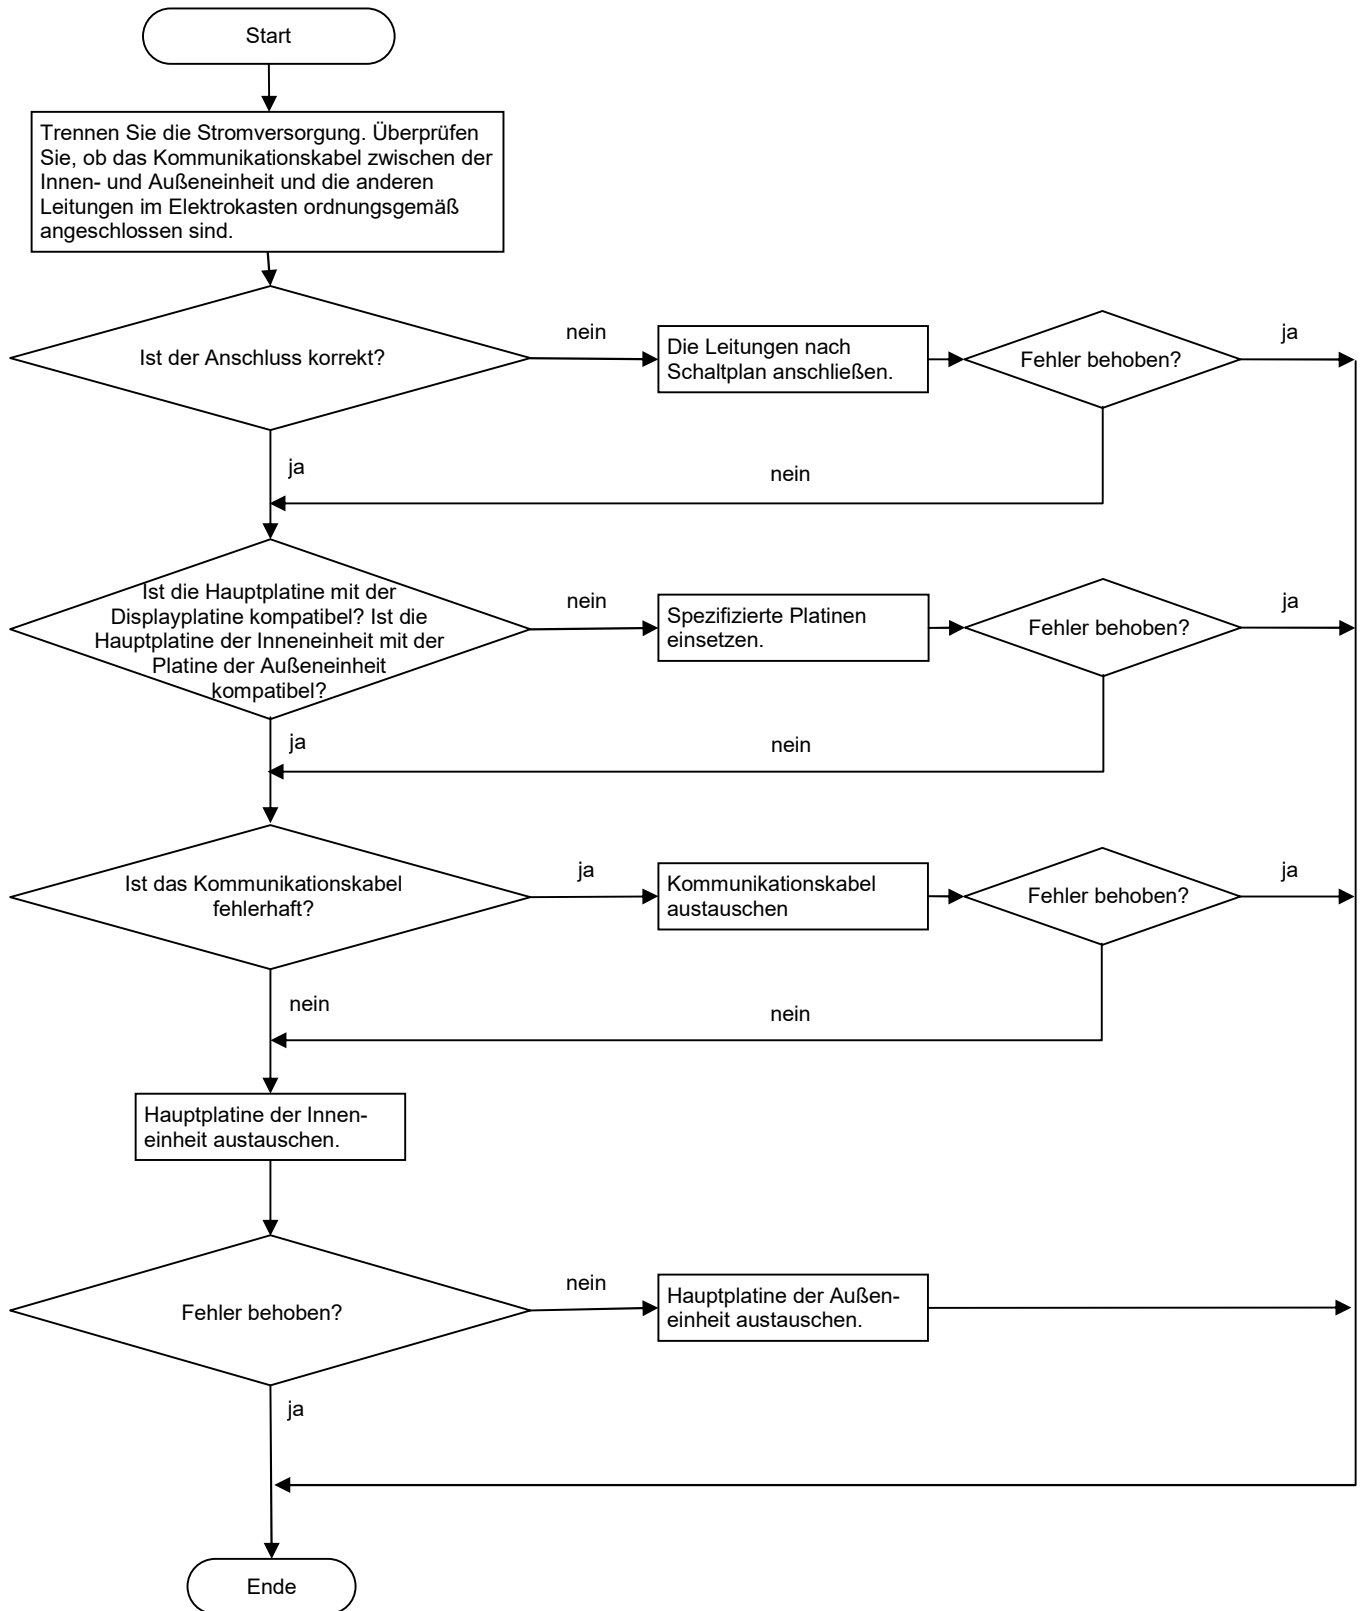 Start
Trennen Sie die Stromversorgung. Überprüfen
Sie, ob das Kommunikationskabel zwischen der
Innen- und Außeneinheit und die anderen
Leitungen im Elektrokasten ordnungsgemäß
angeschlossen sind.
Ist der Anschluss korrekt?
nein
Die Leitungen nach
Schaltplan anschließen.
Fehler behoben?
ja
ja
nein
Ist die Hauptplatine mit der
Displayplatine kompatibel? Ist die
Hauptplatine der Inneneinheit mit der
Platine der Außeneinheit
kompatibel?
nein
Spezifizierte Platinen
einsetzen.
Fehler behoben?
ja
ja
nein
Ist das Kommunikationskabel
fehlerhaft?
ja
Kommunikationskabel
austauschen
Fehler behoben?
ja
nein
nein
Hauptplatine der Innen-
einheit austauschen.
Fehler behoben?
nein
Hauptplatine der Außen-
einheit austauschen.
ja
Ende